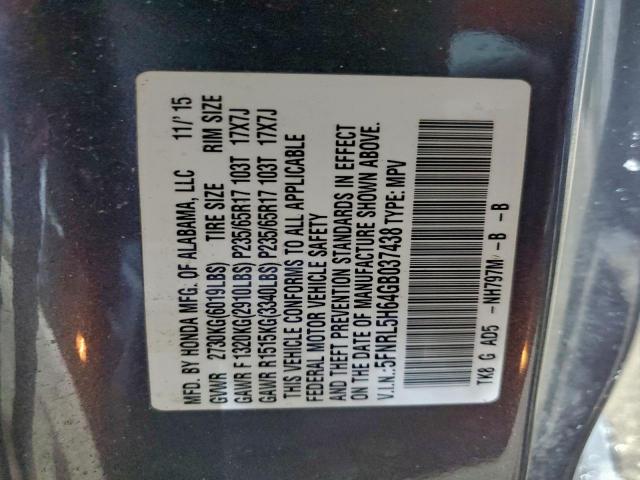 MFD. BY HONDA MFG. OF ALABAMA, LLC 11/'15
GVWR 2730KG(6019LBS) TIRE SIZE RIM SIZE
GAWR F 1320KG(2910LBS) P235/65R17 103T 17X7J
GAWR R1515KG(3340LBS) P235/65R17 103T 17X7J
THIS VEHICLE CONFORMS TO ALL APPLICABLE
FEDERAL MOTOR VEHICLE SAFETY
AND THEFT PREVENTION STANDARDS IN EFFECT
ON THE DATE OF MANUFACTURE SHOWN ABOVE.
V.I.N.:5FNRL5H64GB037438 TYPE: MPV
TK8 G AD5 -NH797M -B -B